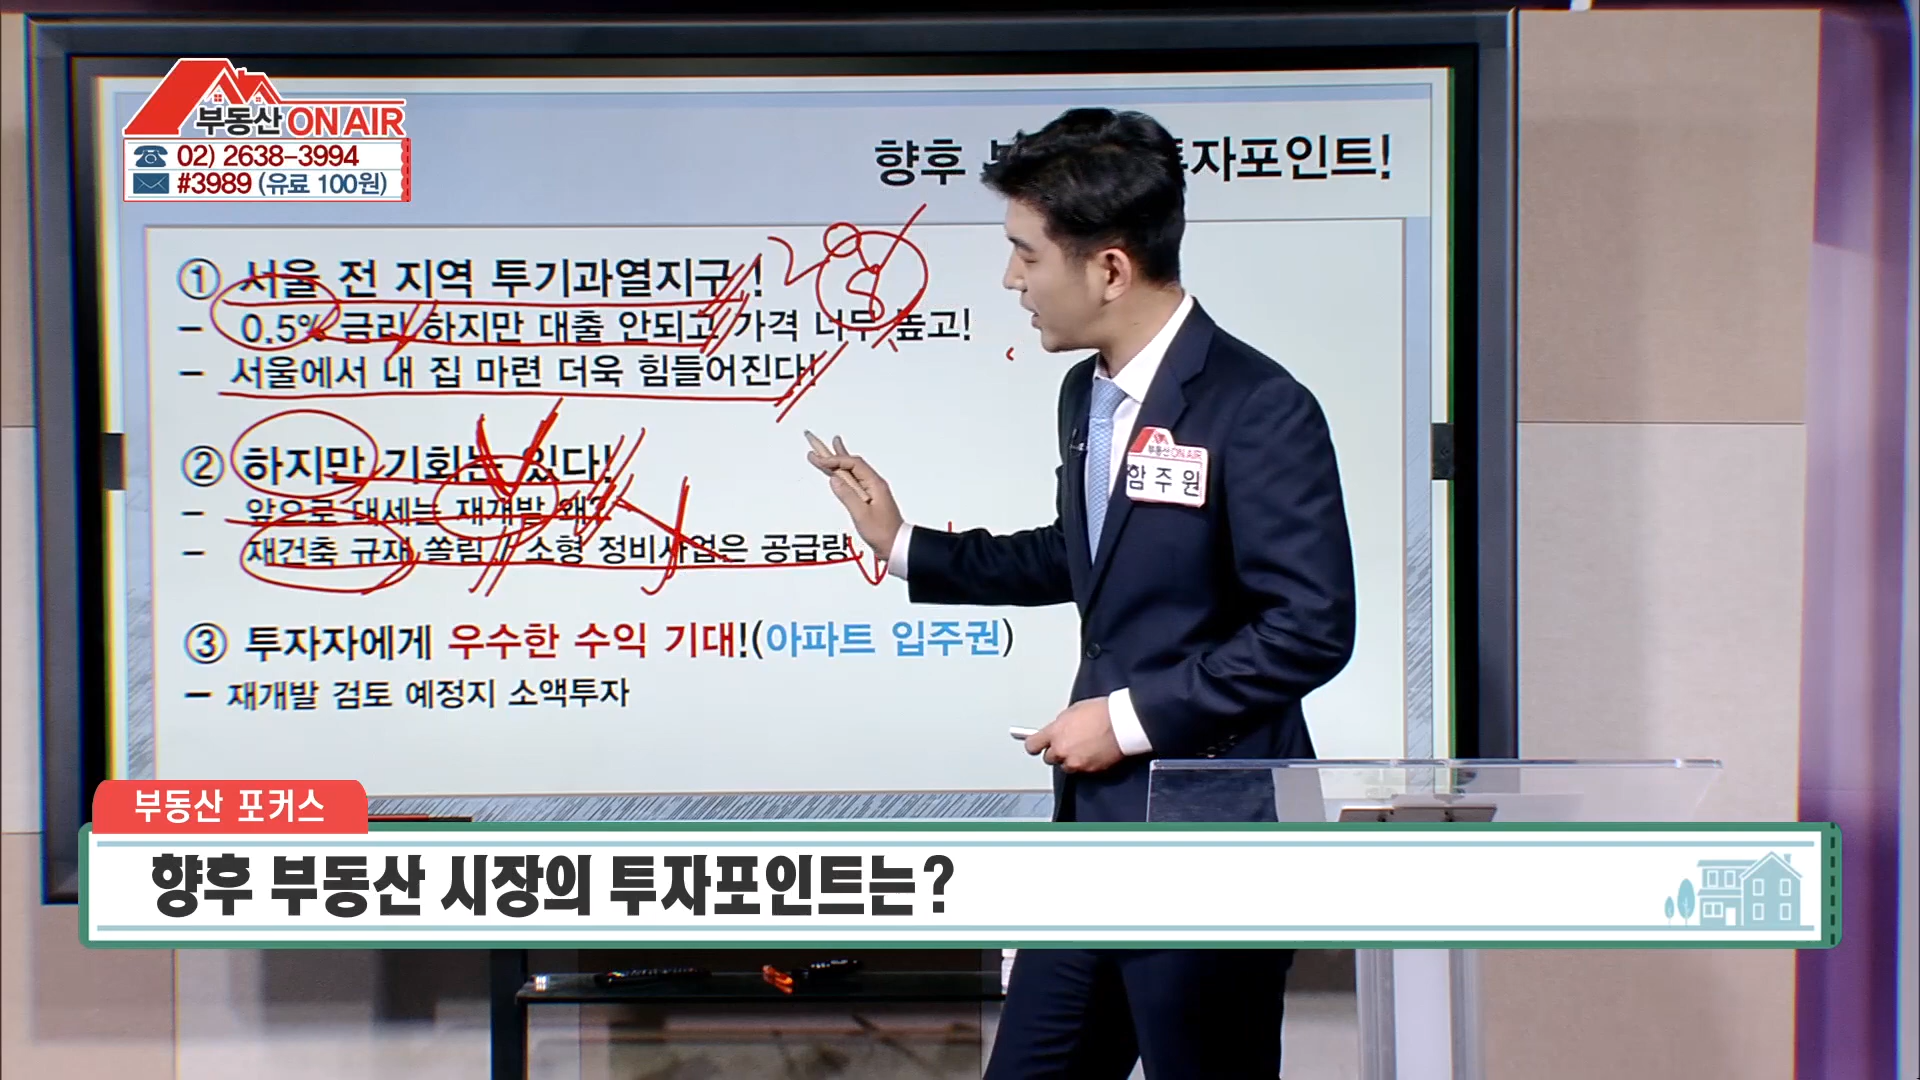 부동산 ON AIR
02) 2638-3994
#3989 (유료 100원)
향후 투자포인트!
① 서울 전 지역 투기과열지구!
- 0.5% 금리 하지만 대출 안되고 가격 너무 높고!
- 서울에서 내 집 마련 더욱 힘들어진다!
② 하지만 기회는 있다!
- 앞으로 대세는 재개발 왜?
- 재건축 규제 쏠림 // 소형 정비사업은 공급량
③ 투자자에게 우수한 수익 기대!(아파트 입주권)
- 재개발 검토 예정지 소액투자
부동산 ON AIR
함주원
부동산 포커스
향후 부동산 시장의 투자포인트는?